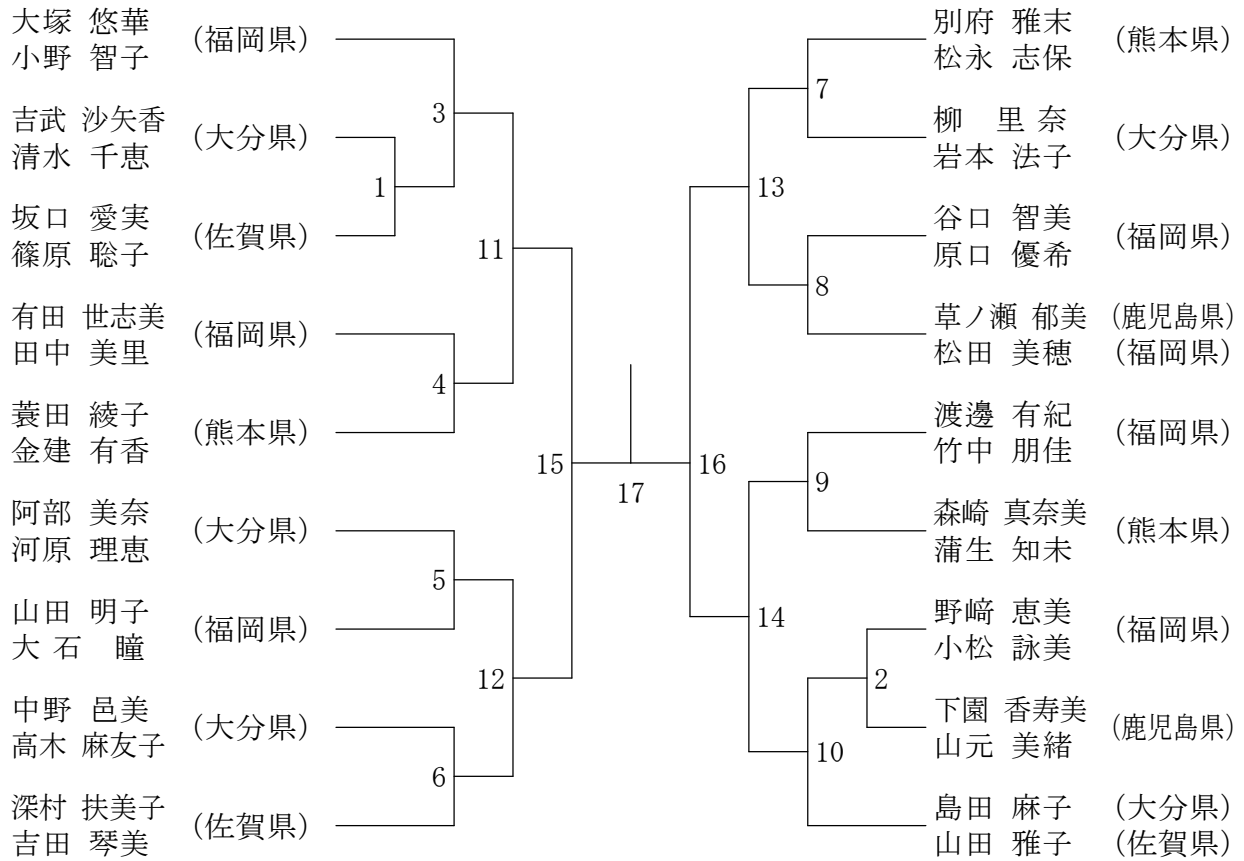 大塚 悠華
小野 智子
(福岡県)
吉武 沙矢香
清水 千恵
(大分県)
坂口 愛実
篠原 聡子
(佐賀県)
有田 世志美
田中 美里
(福岡県)
蓑田 綾子
金建 有香
(熊本県)
阿部 美奈
河原 理恵
(大分県)
山田 明子
大石 瞳
(福岡県)
中野 邑美
高木 麻友子
(大分県)
深村 扶美子
吉田 琴美
(佐賀県)
3
1
11
4
15
5
12
6
17
16
7
13
8
9
14
2
10
別府 雅末
松永 志保
(熊本県)
柳 里奈
岩本 法子
(大分県)
谷口 智美
原口 優希
(福岡県)
草ノ瀬 郁美 (鹿児島県)
松田 美穂 (福岡県)
渡邊 有紀
竹中 朋佳
(福岡県)
森崎 真奈美
蒲生 知未
(熊本県)
野﨑 恵美
小松 詠美
(福岡県)
下園 香寿美
山元 美緒
(鹿児島県)
島田 麻子 (大分県)
山田 雅子 (佐賀県)